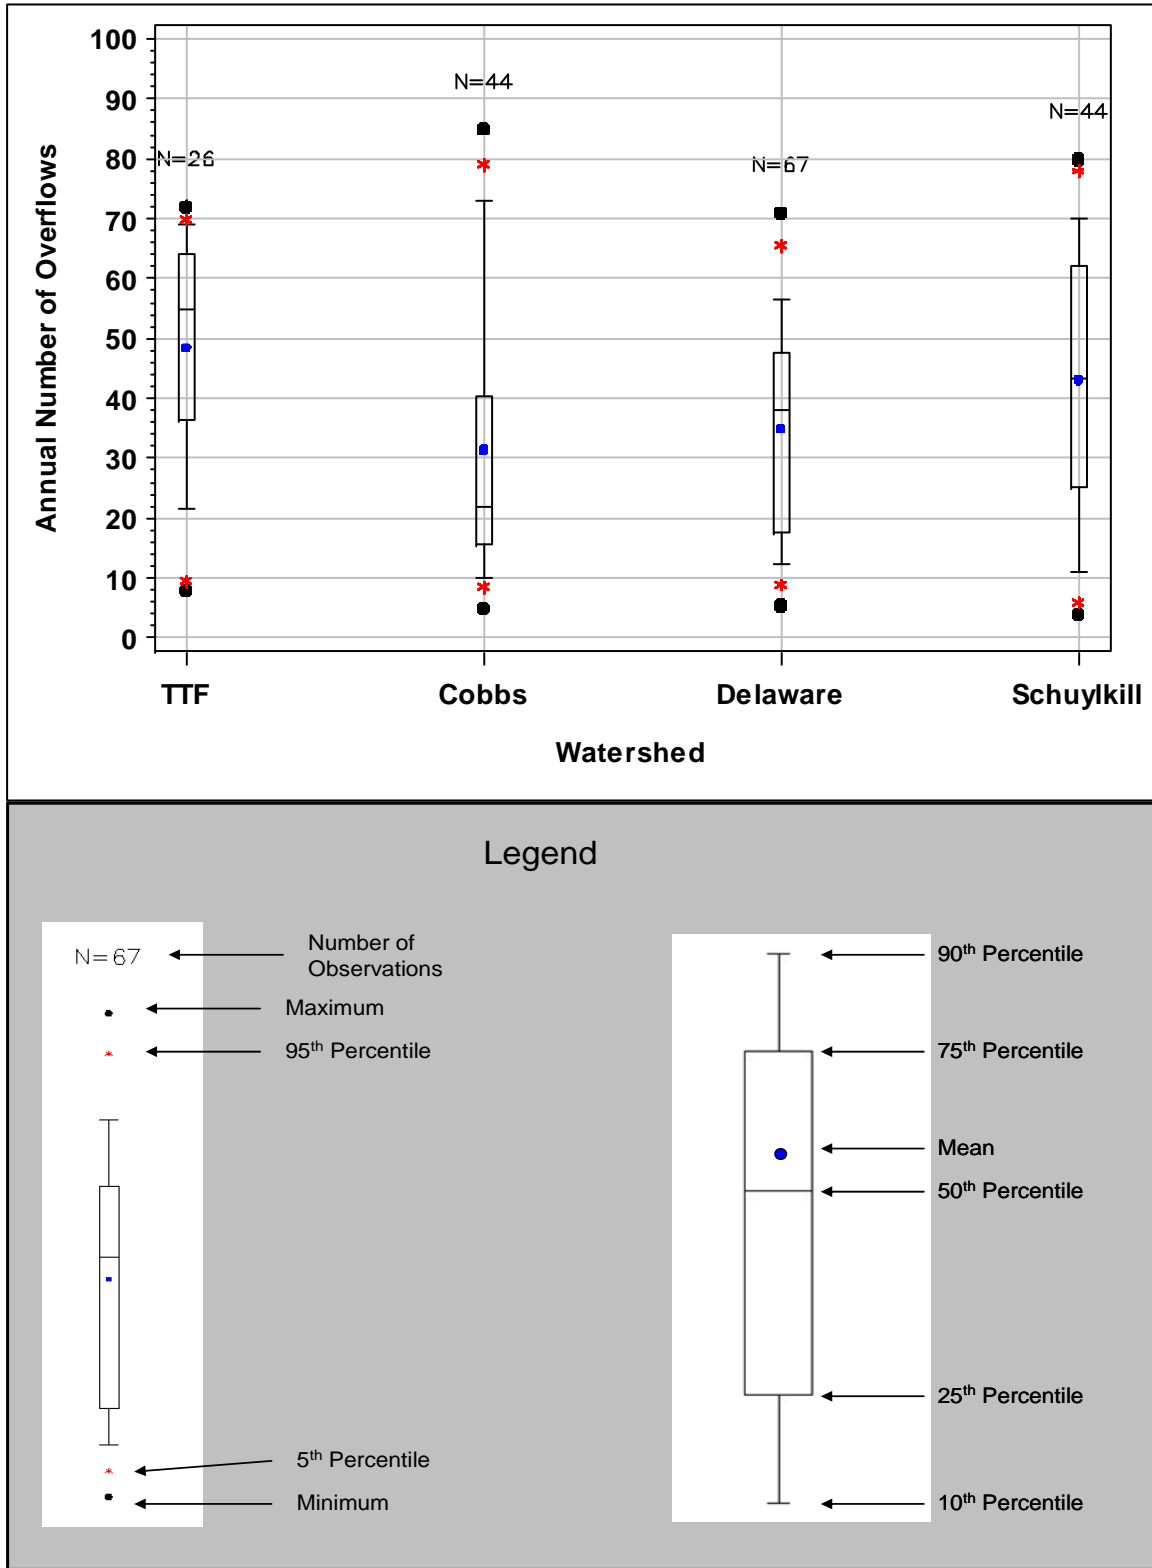 100
90
80
70
60
50
40
30
20
10
0
Annual Number of Overflows
N=26
N=44
N=67
N=44
TTF
Cobbs
Delaware
Schuylkill
Watershed
Legend
N=67
Number of
Observations
Maximum
95th Percentile
5th Percentile
Minimum
90th Percentile
75th Percentile
Mean
50th Percentile
25th Percentile
10th Percentile